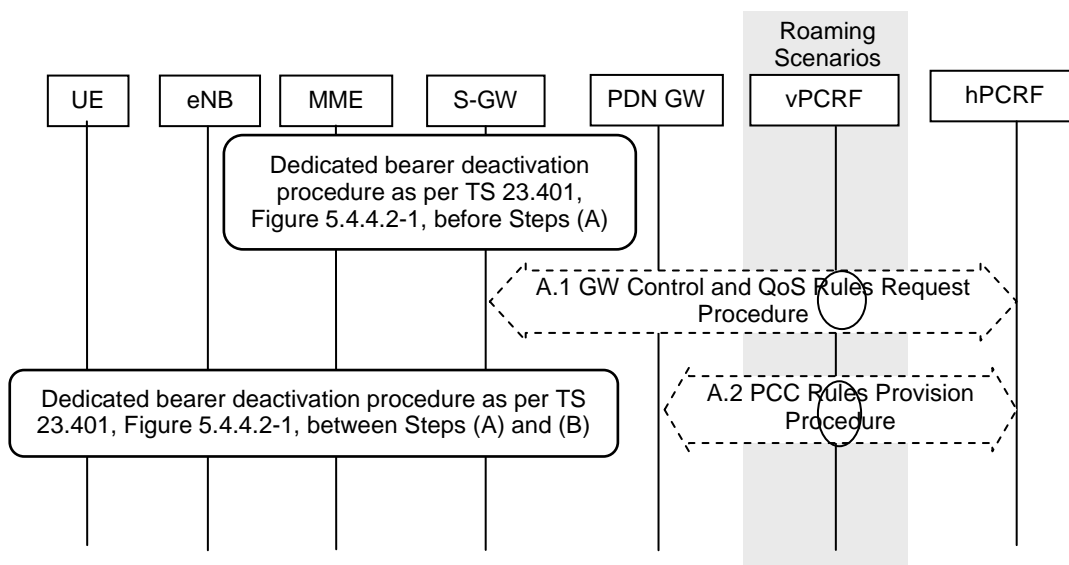 Roaming
Scenarios
UE
eNB
MME
S-GW
PDN GW
vPCRF
hPCRF
Dedicated bearer deactivation
procedure as per TS 23.401,
Figure 5.4.4.2-1, before Steps (A)
A.1 GW Control and QoS Rules Request
Procedure
Dedicated bearer deactivation procedure as per TS
23.401, Figure 5.4.4.2-1, between Steps (A) and (B)
A.2 PCC Rules Provision
Procedure